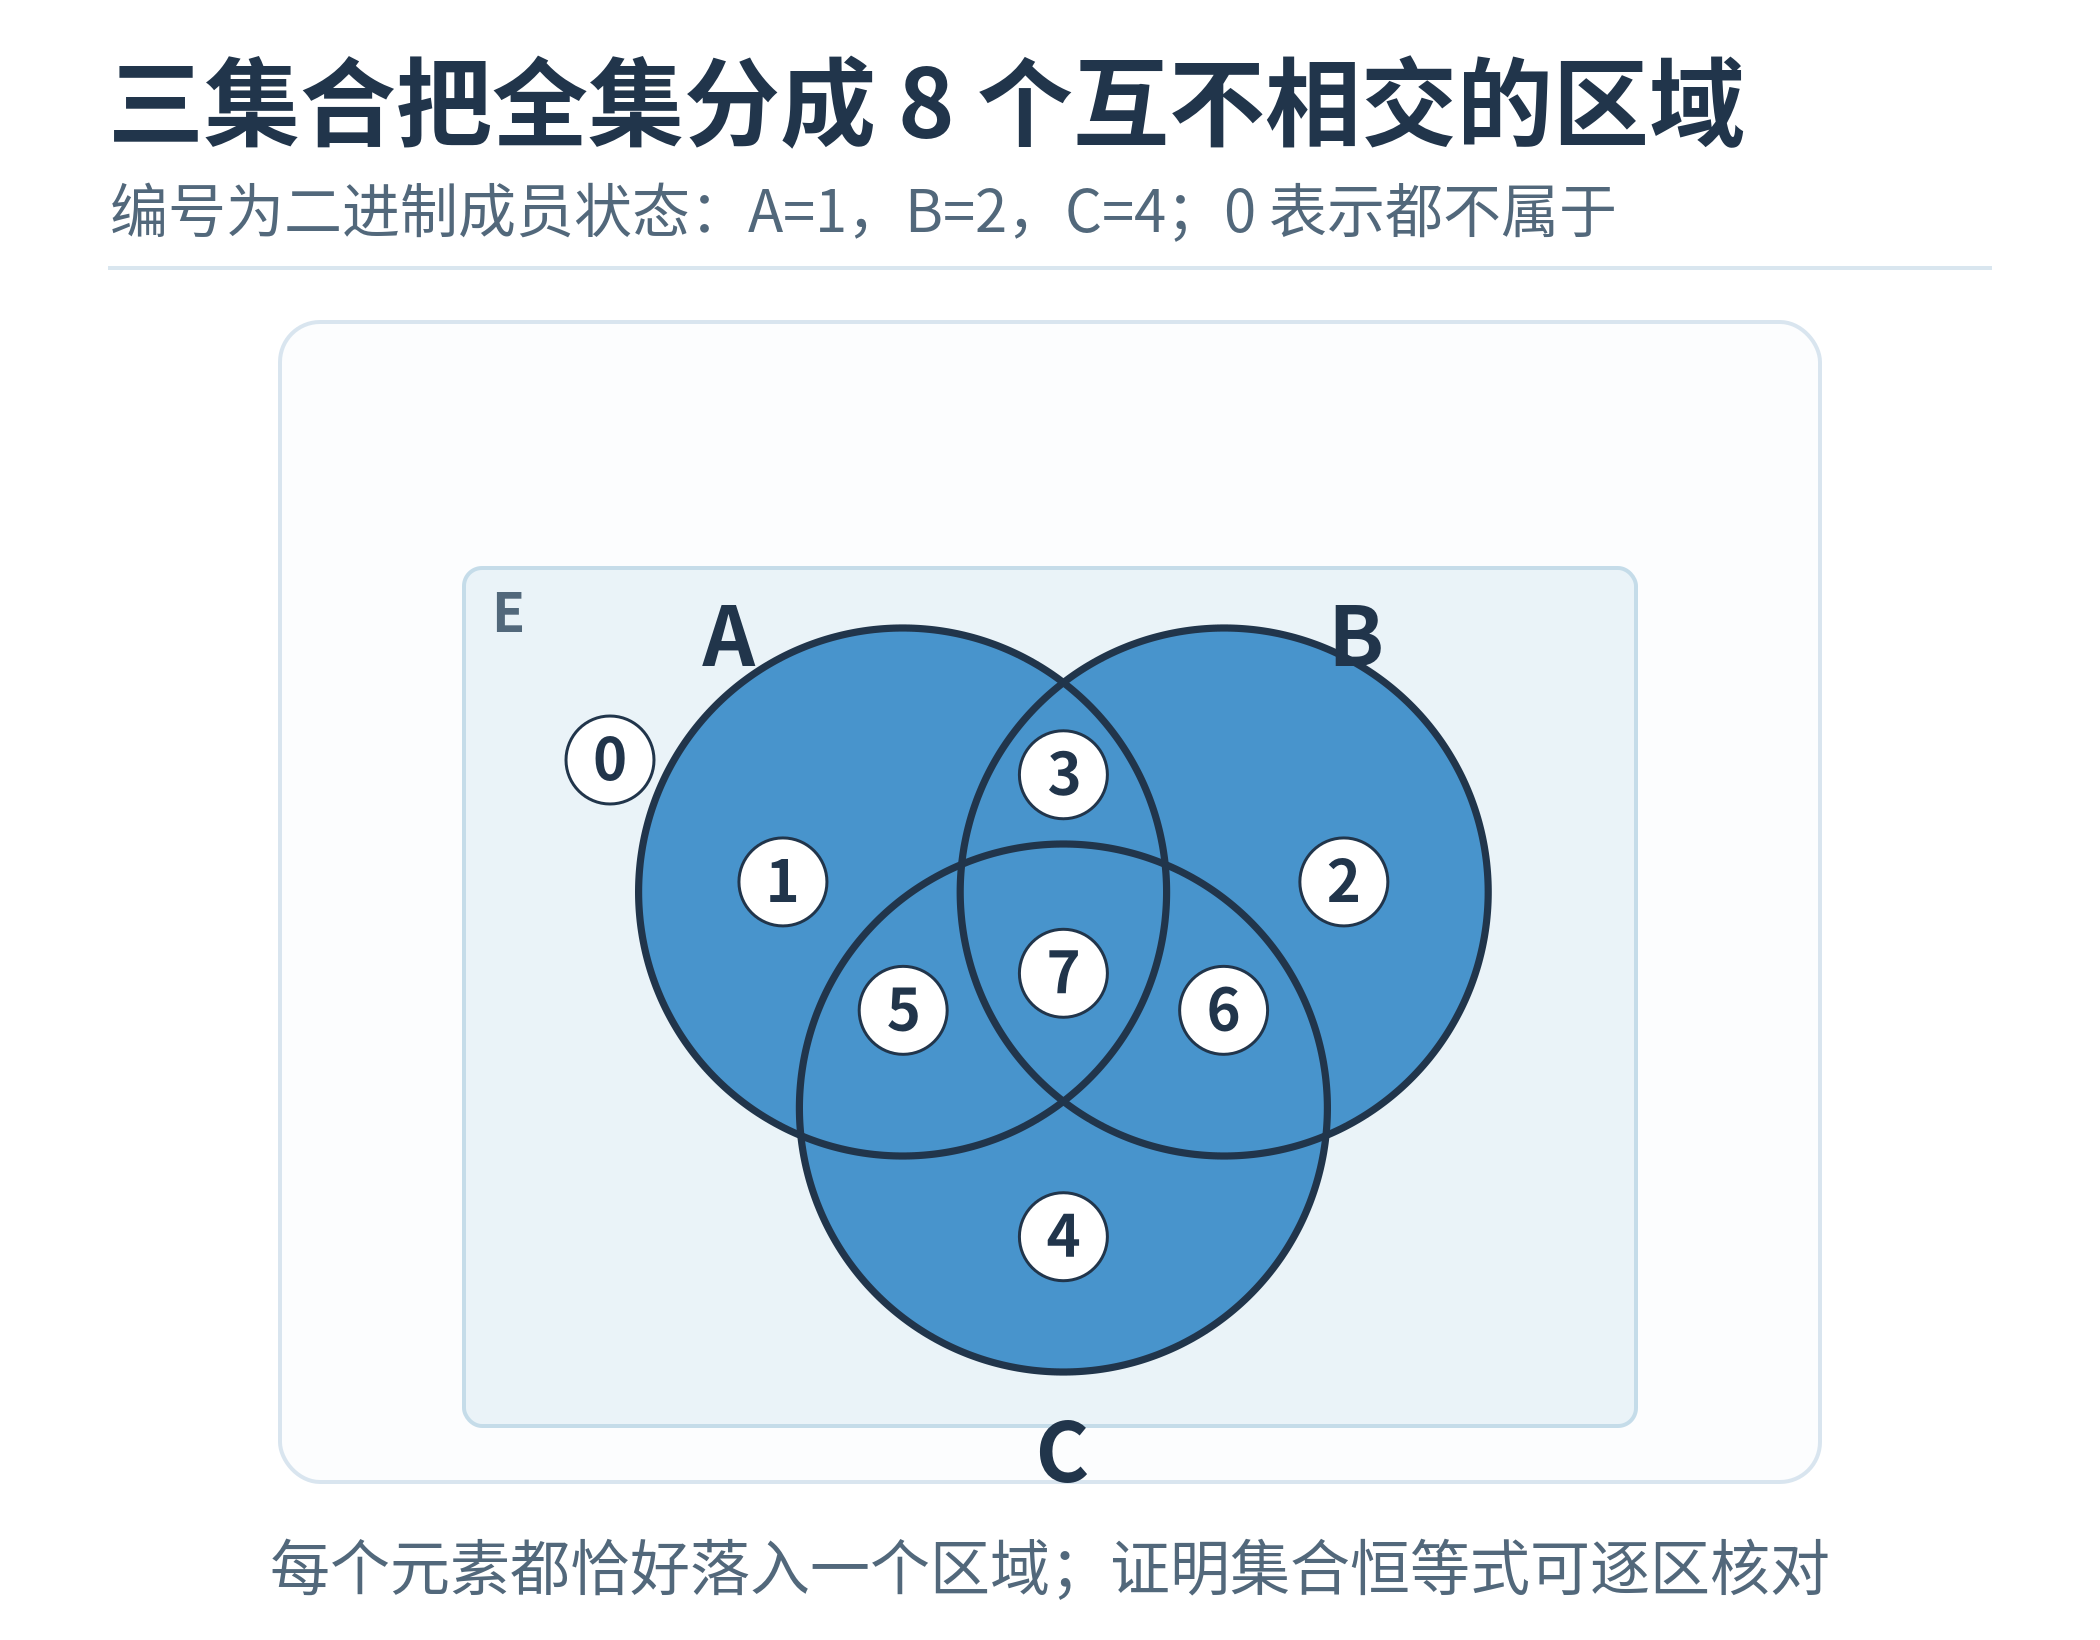 三集合把全集分成 8 个互不相交的区域
编号为二进制成员状态：A=1，B=2，C=4；0 表示都不属于
E
A
B
0
3
1
2
7
5
6
4
C
每个元素都恰好落入一个区域；证明集合恒等式可逐区核对